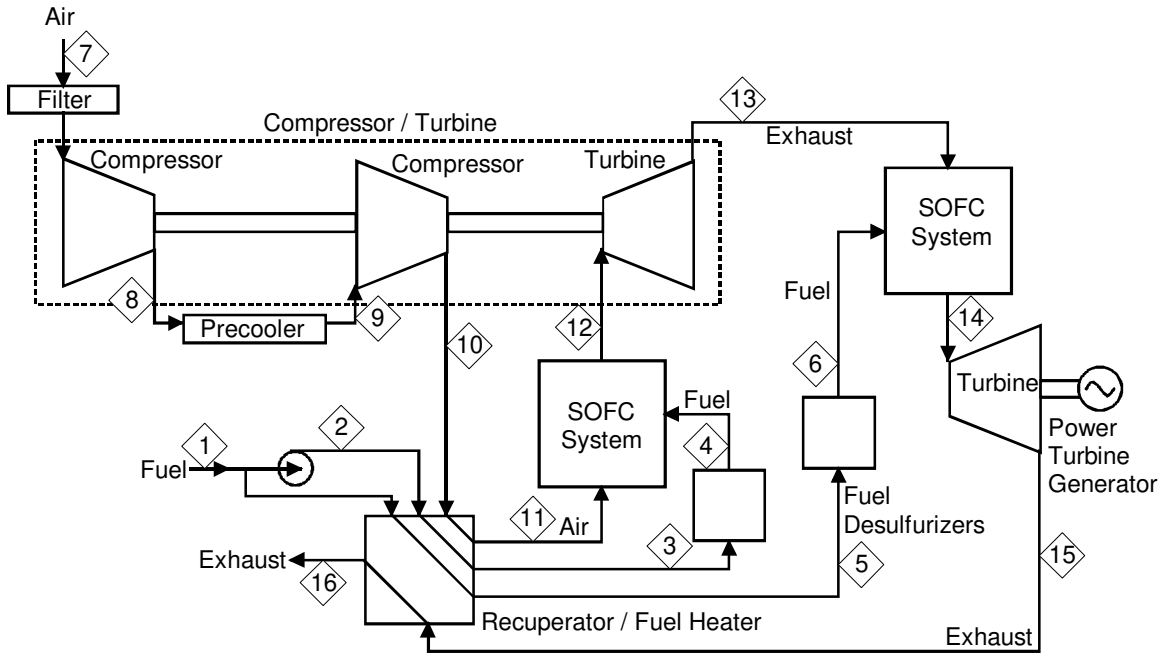 Air
7
Filter
13
Compressor / Turbine
Exhaust
Compressor
Compressor
Turbine
SOFC
System
8
Precooler
9
10
12
Fuel
14
6
SOFC
System
Fuel
Turbine
1
2
4
Fuel
Power
Turbine
Generator
Fuel
Desulfurizers
11
Air
3
5
15
Exhaust
16
Recuperator / Fuel Heater
Exhaust